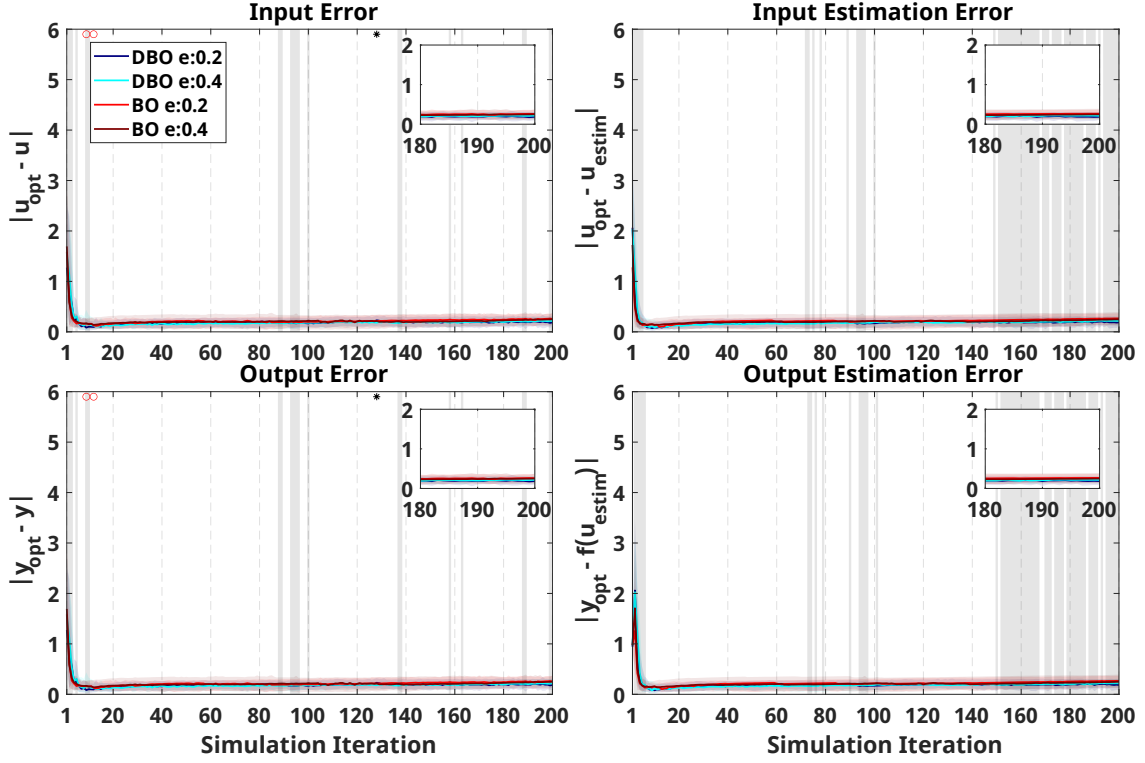 Input Error
6
5
4
3
2
1
0
|u_opt - u|
DBO e:0.2
DBO e:0.4
BO e:0.2
BO e:0.4
2
1
0
180 190 200
1 20 40 60 80 100 120 140 160 180 200
Input Estimation Error
6
5
4
3
2
1
0
|u_opt - u_estim|
2
1
0
180 190 200
1 20 40 60 80 100 120 140 160 180 200
Output Error
6
5
4
3
2
1
0
|y_opt - y|
2
1
0
180 190 200
1 20 40 60 80 100 120 140 160 180 200
Simulation Iteration
Output Estimation Error
6
5
4
3
2
1
0
|y_opt - f(u_estim)|
2
1
0
180 190 200
1 20 40 60 80 100 120 140 160 180 200
Simulation Iteration